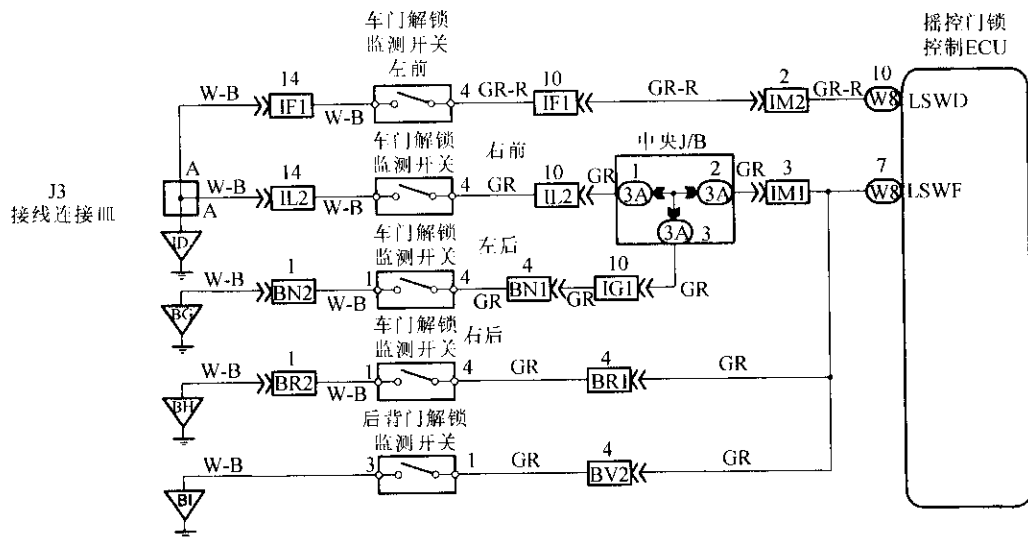 车门解锁
监测开关
左前
摇控门锁
控制ECU
W-B
14
IF1
W-B
4
GR-R
10
IF1
GR-R
2
IM2
GR-R
10
W8
LSWD
车门解锁
监测开关
右前
中央J/B
J3
接线连接
A
A
W-B
14
IL2
W-B
4
GR
10
IL2
GR
1
3A
2
3A
GR
3
IM1
7
W8
LSWF
3A
3
ID
车门解锁
监测开关
左后
W-B
1
BN2
W-B
1
4
GR
4
BN1
GR
10
IG1
GR
BG
车门解锁
监测开关
右后
W-B
1
BR2
W-B
1
4
GR
4
BR1
GR
BH
后背门解锁
监测开关
W-B
3
1
GR
4
BV2
GR
BI